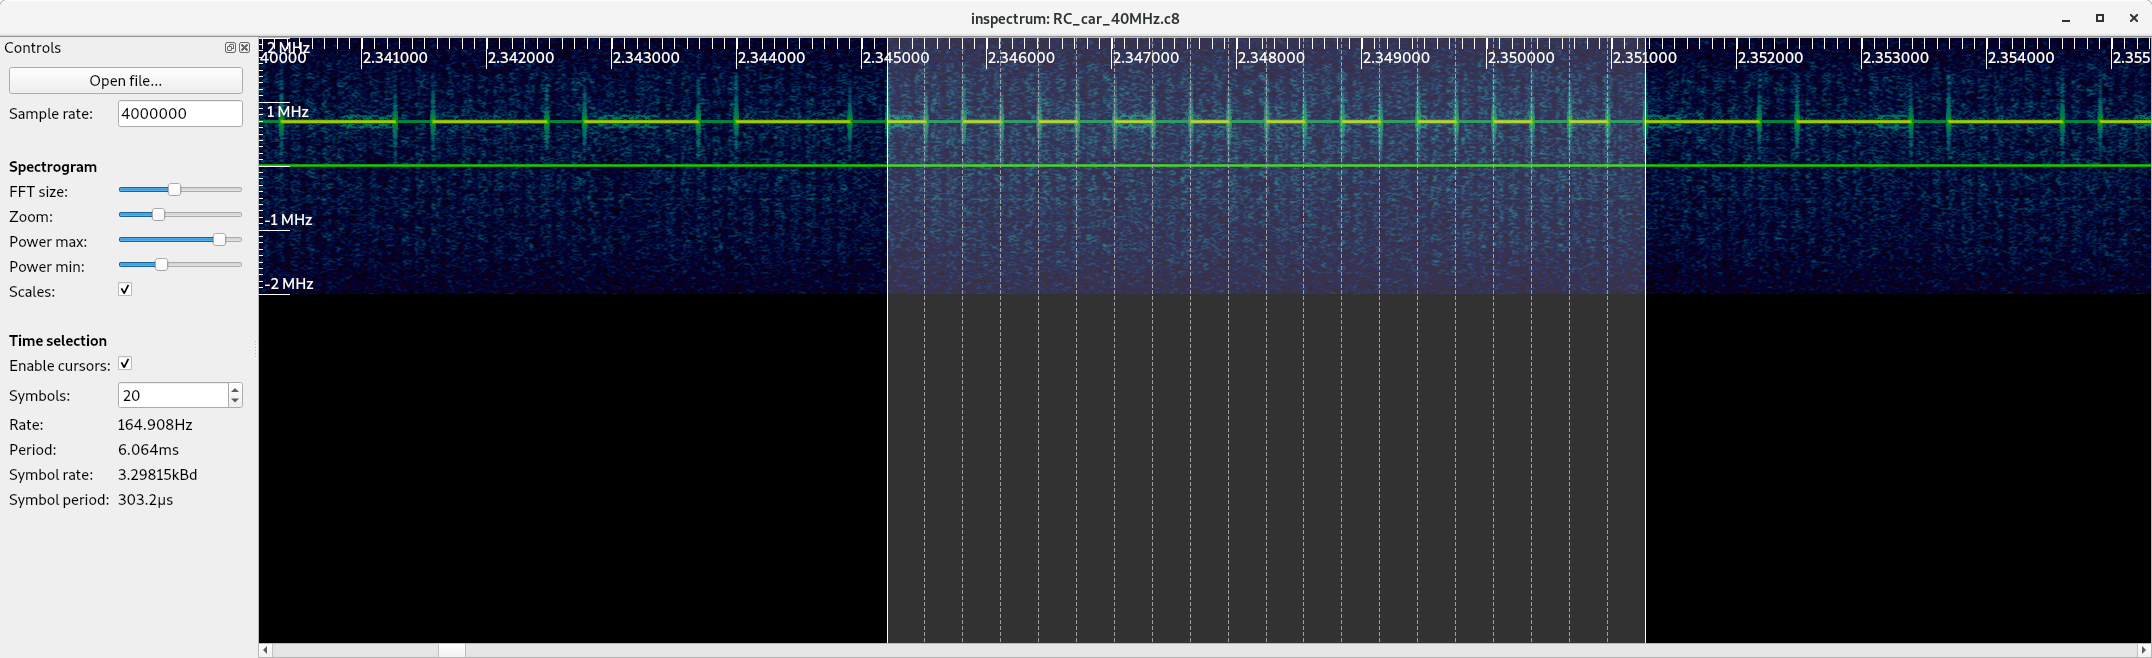 inspectrum: RC_car_40MHz.c8
Controls
Open file...
Sample rate: 4000000
Spectrogram
FFT size:
Zoom:
Power max:
Power min:
Scales:
Time selection
Enable cursors:
Symbols: 20
Rate: 164.908Hz
Period: 6.064ms
Symbol rate: 3.29815kBd
Symbol period: 303.2µs
2 MHz
40000 2.341000 2.342000 2.343000 2.344000 2.345000 2.346000 2.347000 2.348000 2.349000 2.350000 2.351000 2.352000 2.353000 2.354000 2.355
1 MHz
-1 MHz
-2 MHz